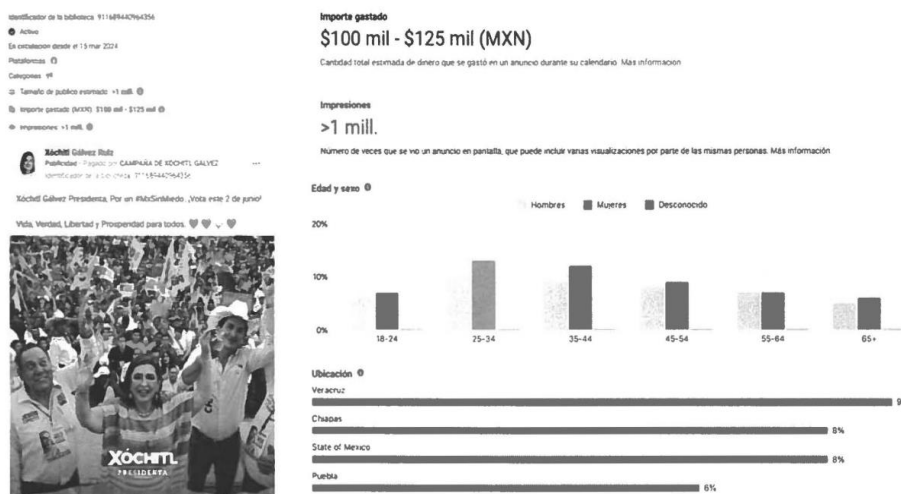 Identificador de la biblioteca 911689442964356
Activo
En circulación desde el 15 mar 2024
Plataformas
Categorías
Tamaño de público estimado >1 mill.
Importe gastado (MXN): $100 mil - $125 mil
Impresiones >1 mill.
Xóchitl Gálvez Ruiz
Publicidad · Pagado por CAMPAÑA DE XOCHITL GALVEZ
Identificador de la biblioteca
Xóchitl Gálvez Presidenta, Por un #MxSinMiedo. ¡Vota este 2 de junio!
Vida, Verdad, Libertad y Prosperidad para todos.
XÓCHITL
PRESIDENTA
Importe gastado
$100 mil - $125 mil (MXN)
Cantidad total estimada de dinero que se gastó en un anuncio durante su calendario. Más información
Impresiones
>1 mill.
Número de veces que se vio un anuncio en pantalla, que puede incluir varias visualizaciones por parte de las mismas personas. Más información
Edad y sexo
Hombres Mujeres Desconocido
20%
10%
0%
18-24 25-34 35-44 45-54 55-64 65+
Ubicación
Veracruz
9
Chiapas
8%
State of Mexico
8%
Puebla
6%